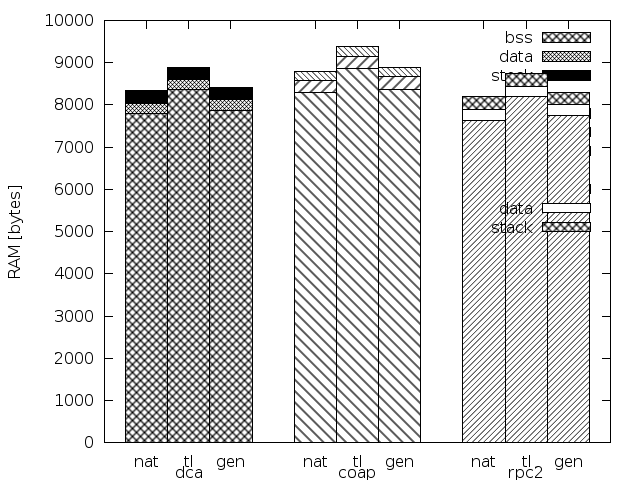 10000
9000
8000
7000
6000
5000
4000
3000
2000
1000
0
RAM [bytes]
bss
data
data
stack
nat tl gen nat tl gen nat tl gen
dca coap rpc2